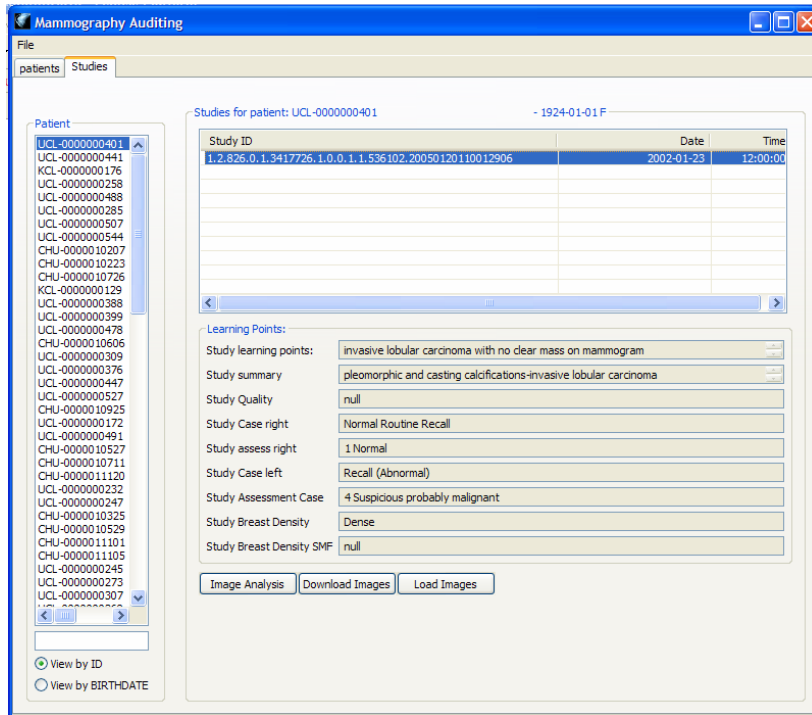 Mammography Auditing
File
patients Studies
Patient
UCL-0000000401
UCL-0000000441
KCL-0000000176
UCL-0000000258
UCL-0000000488
UCL-0000000285
UCL-0000000507
UCL-0000000544
CHU-0000010207
CHU-0000010223
CHU-0000010726
KCL-0000000129
UCL-0000000388
UCL-0000000399
UCL-0000000478
CHU-0000010606
UCL-0000000309
UCL-0000000376
UCL-0000000447
UCL-0000000527
CHU-0000010925
UCL-0000000172
UCL-0000000491
CHU-0000010527
CHU-0000010711
CHU-0000011120
UCL-0000000232
UCL-0000000247
CHU-0000010325
CHU-0000010529
CHU-0000011101
CHU-0000011105
UCL-0000000245
UCL-0000000273
UCL-0000000307
View by ID
View by BIRTHDATE
Studies for patient: UCL-0000000401 - 1924-01-01 F
Study ID Date Time
1.2.826.0.1.3417726.1.0.0.1.1.536102.20050120110012906 2002-01-23 12:00:00
Learning Points:
Study learning points: invasive lobular carcinoma with no clear mass on mammogram
Study summary pleomorphic and casting calcifications-invasive lobular carcinoma
Study Quality null
Study Case right Normal Routine Recall
Study assess right 1 Normal
Study Case left Recall (Abnormal)
Study Assessment Case 4 Suspicious probably malignant
Study Breast Density Dense
Study Breast Density SMF null
Image Analysis Download Images Load Images